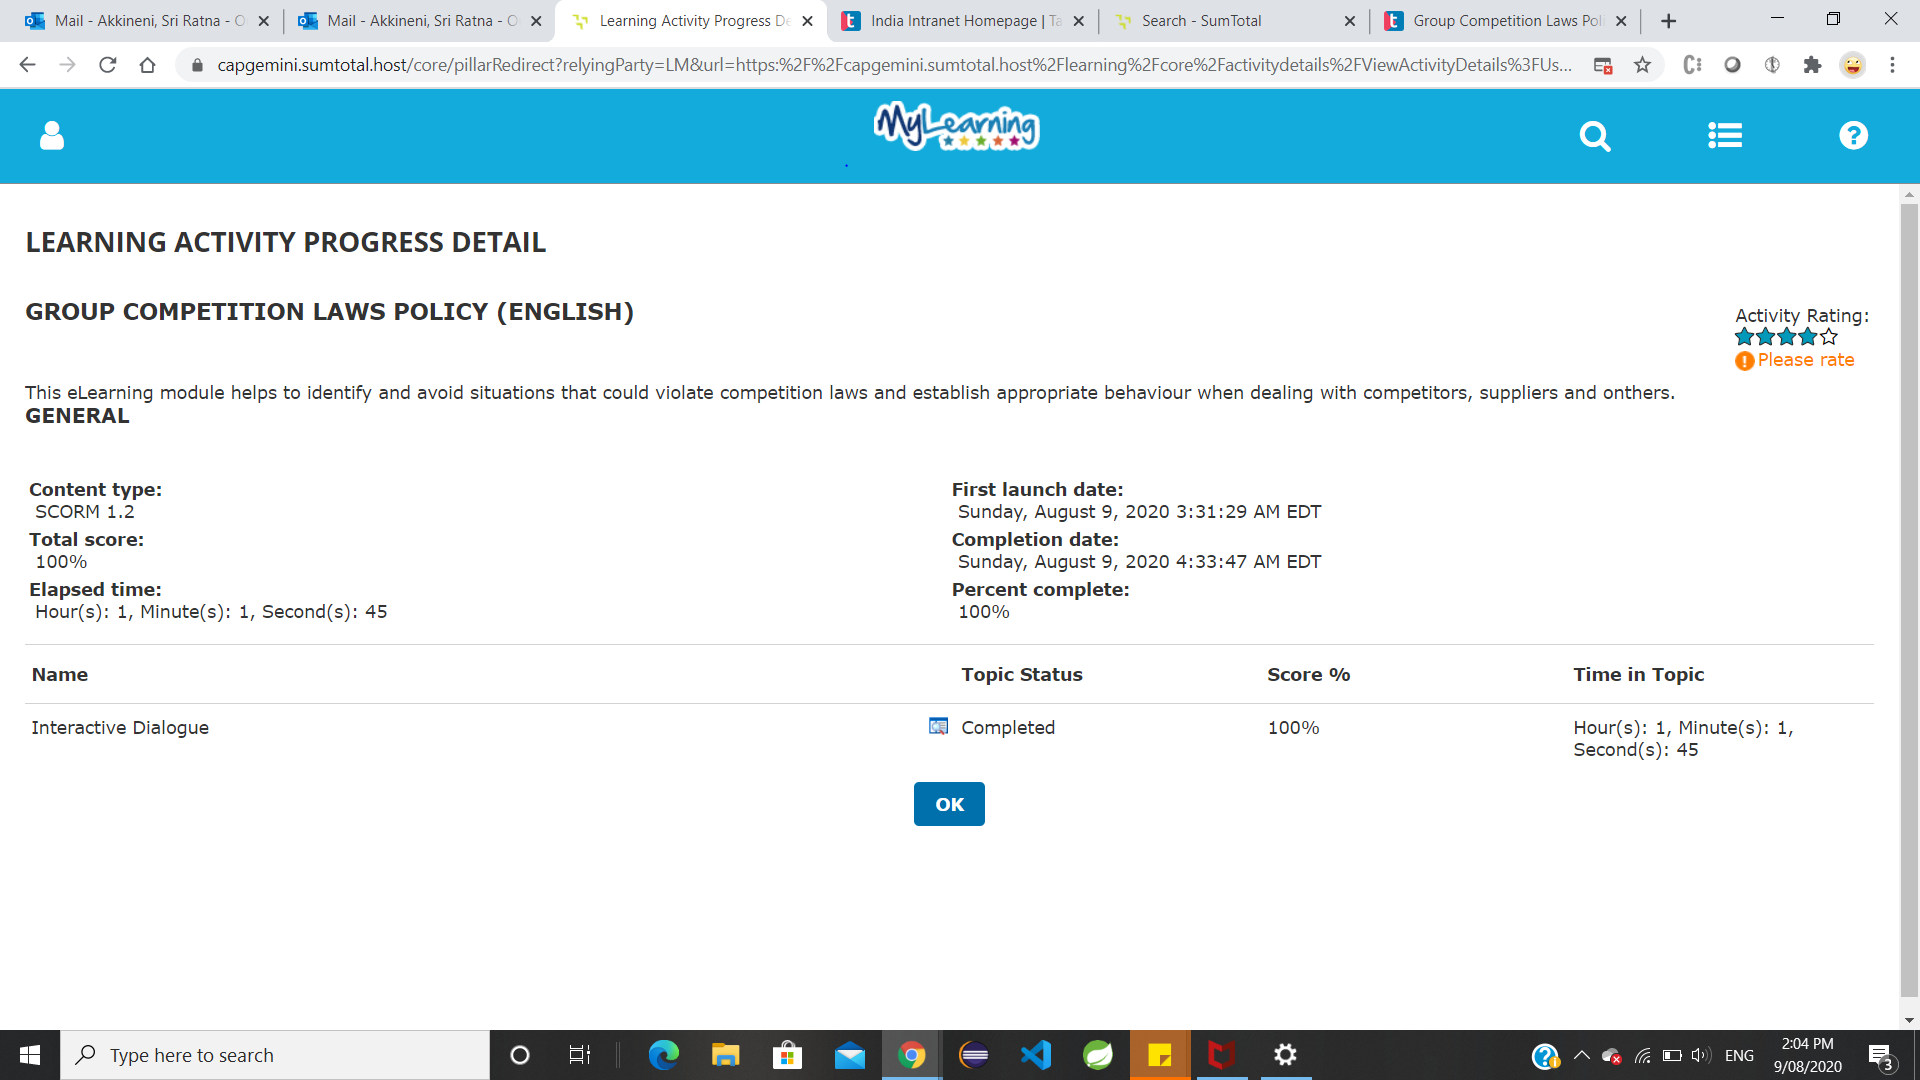 Mail - Akkineni, Sri Ratna - O
Mail - Akkineni, Sri Ratna - O
Learning Activity Progress De
India Intranet Homepage | Ta
Search - SumTotal
Group Competition Laws Poli
capgemini.sumtotal.host/core/pillarRedirect?relyingParty=LM&url=https:%2F%2Fcapgemini.sumtotal.host%2Flearning%2Fcore%2Factivitydetails%2FViewActivityDetails%3FUs...
MyLearning
LEARNING ACTIVITY PROGRESS DETAIL
GROUP COMPETITION LAWS POLICY (ENGLISH)
Activity Rating:
Please rate
This eLearning module helps to identify and avoid situations that could violate competition laws and establish appropriate behaviour when dealing with competitors, suppliers and onthers.
GENERAL
Content type:
SCORM 1.2
Total score:
100%
Elapsed time:
Hour(s): 1, Minute(s): 1, Second(s): 45
First launch date:
Sunday, August 9, 2020 3:31:29 AM EDT
Completion date:
Sunday, August 9, 2020 4:33:47 AM EDT
Percent complete:
100%
Name Topic Status Score % Time in Topic
Interactive Dialogue Completed 100% Hour(s): 1, Minute(s): 1,
Second(s): 45
OK
Type here to search
ENG
2:04 PM
9/08/2020
3